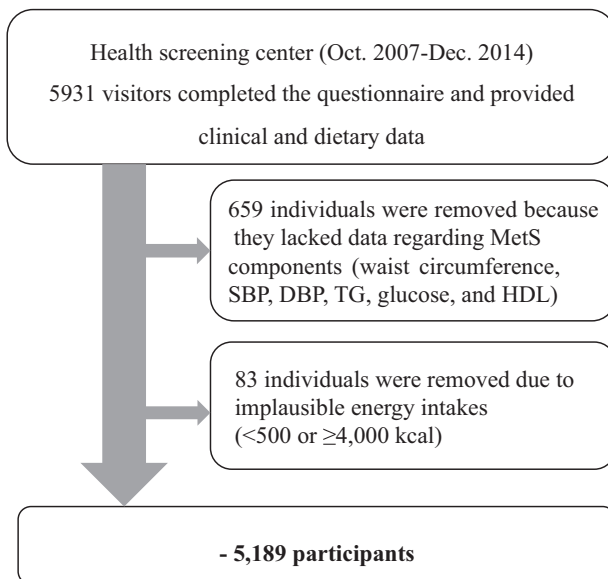 Health screening center (Oct. 2007-Dec. 2014)
5931 visitors completed the questionnaire and provided
clinical and dietary data
659 individuals were removed because
they lacked data regarding MetS
components (waist circumference,
SBP, DBP, TG, glucose, and HDL)
83 individuals were removed due to
implausible energy intakes
(<500 or ≥4,000 kcal)
- 5,189 participants